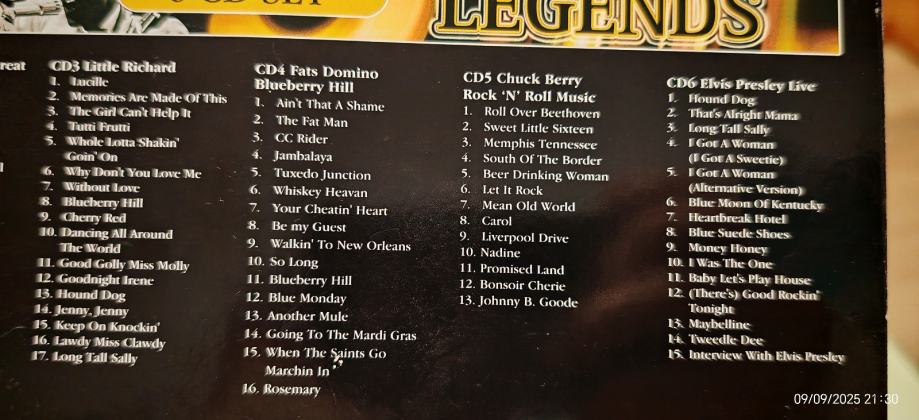 LEGENDS
CD3 Little Richard
1. Lucille
2. Memories Are Made Of This
3. The Girl Can't Help It
4. Tutti Frutti
5. Whole Lotta Shakin'
Goin' On
6. Why Don't You Love Me
7. Without Love
8. Blueberry Hill
9. Cherry Red
10. Dancing All Around
The World
11. Good Golly Miss Molly
12. Goodnight Irene
13. Hound Dog
14. Jenny, Jenny
15. Keep On Knockin'
16. Lawdy Miss Clawdy
17. Long Tall Sally
CD4 Fats Domino
Blueberry Hill
1. Ain't That A Shame
2. The Fat Man
3. CC Rider
4. Jambalaya
5. Tuxedo Junction
6. Whiskey Heavan
7. Your Cheatin' Heart
8. Be my Guest
9. Walkin' To New Orleans
10. So Long
11. Blueberry Hill
12. Blue Monday
13. Another Mule
14. Going To The Mardi Gras
15. When The Saints Go
Marchin In
16. Rosemary
CD5 Chuck Berry
Rock 'N' Roll Music
1. Roll Over Beethoven
2. Sweet Little Sixteen
3. Memphis Tennessee
4. South Of The Border
5. Beer Drinking Woman
6. Let It Rock
7. Mean Old World
8. Carol
9. Liverpool Drive
10. Nadine
11. Promised Land
12. Bonsoir Cherie
13. Johnny B. Goode
CD6 Elvis Presley Live
1. Hound Dog
2. That's Alright Mama
3. Long Tall Sally
4. I Got A Woman
(I Got A Sweetie)
5. I Got A Woman
(Alternative Version)
6. Blue Moon Of Kentucky
7. Heartbreak Hotel
8. Blue Suede Shoes
9. Money Honey
10. I Was The One
11. Baby Let's Play House
12. (There's) Good Rockin'
Tonight
13. Maybelline
14. Tweedle Dee
15. Interview With Elvis Presley
09/09/2025 21:30